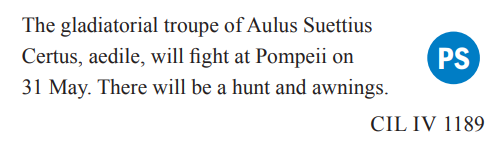 The gladiatorial troupe of Aulus Suettius
Certus, aedile, will fight at Pompeii on
31 May. There will be a hunt and awnings.
PS
CIL IV 1189